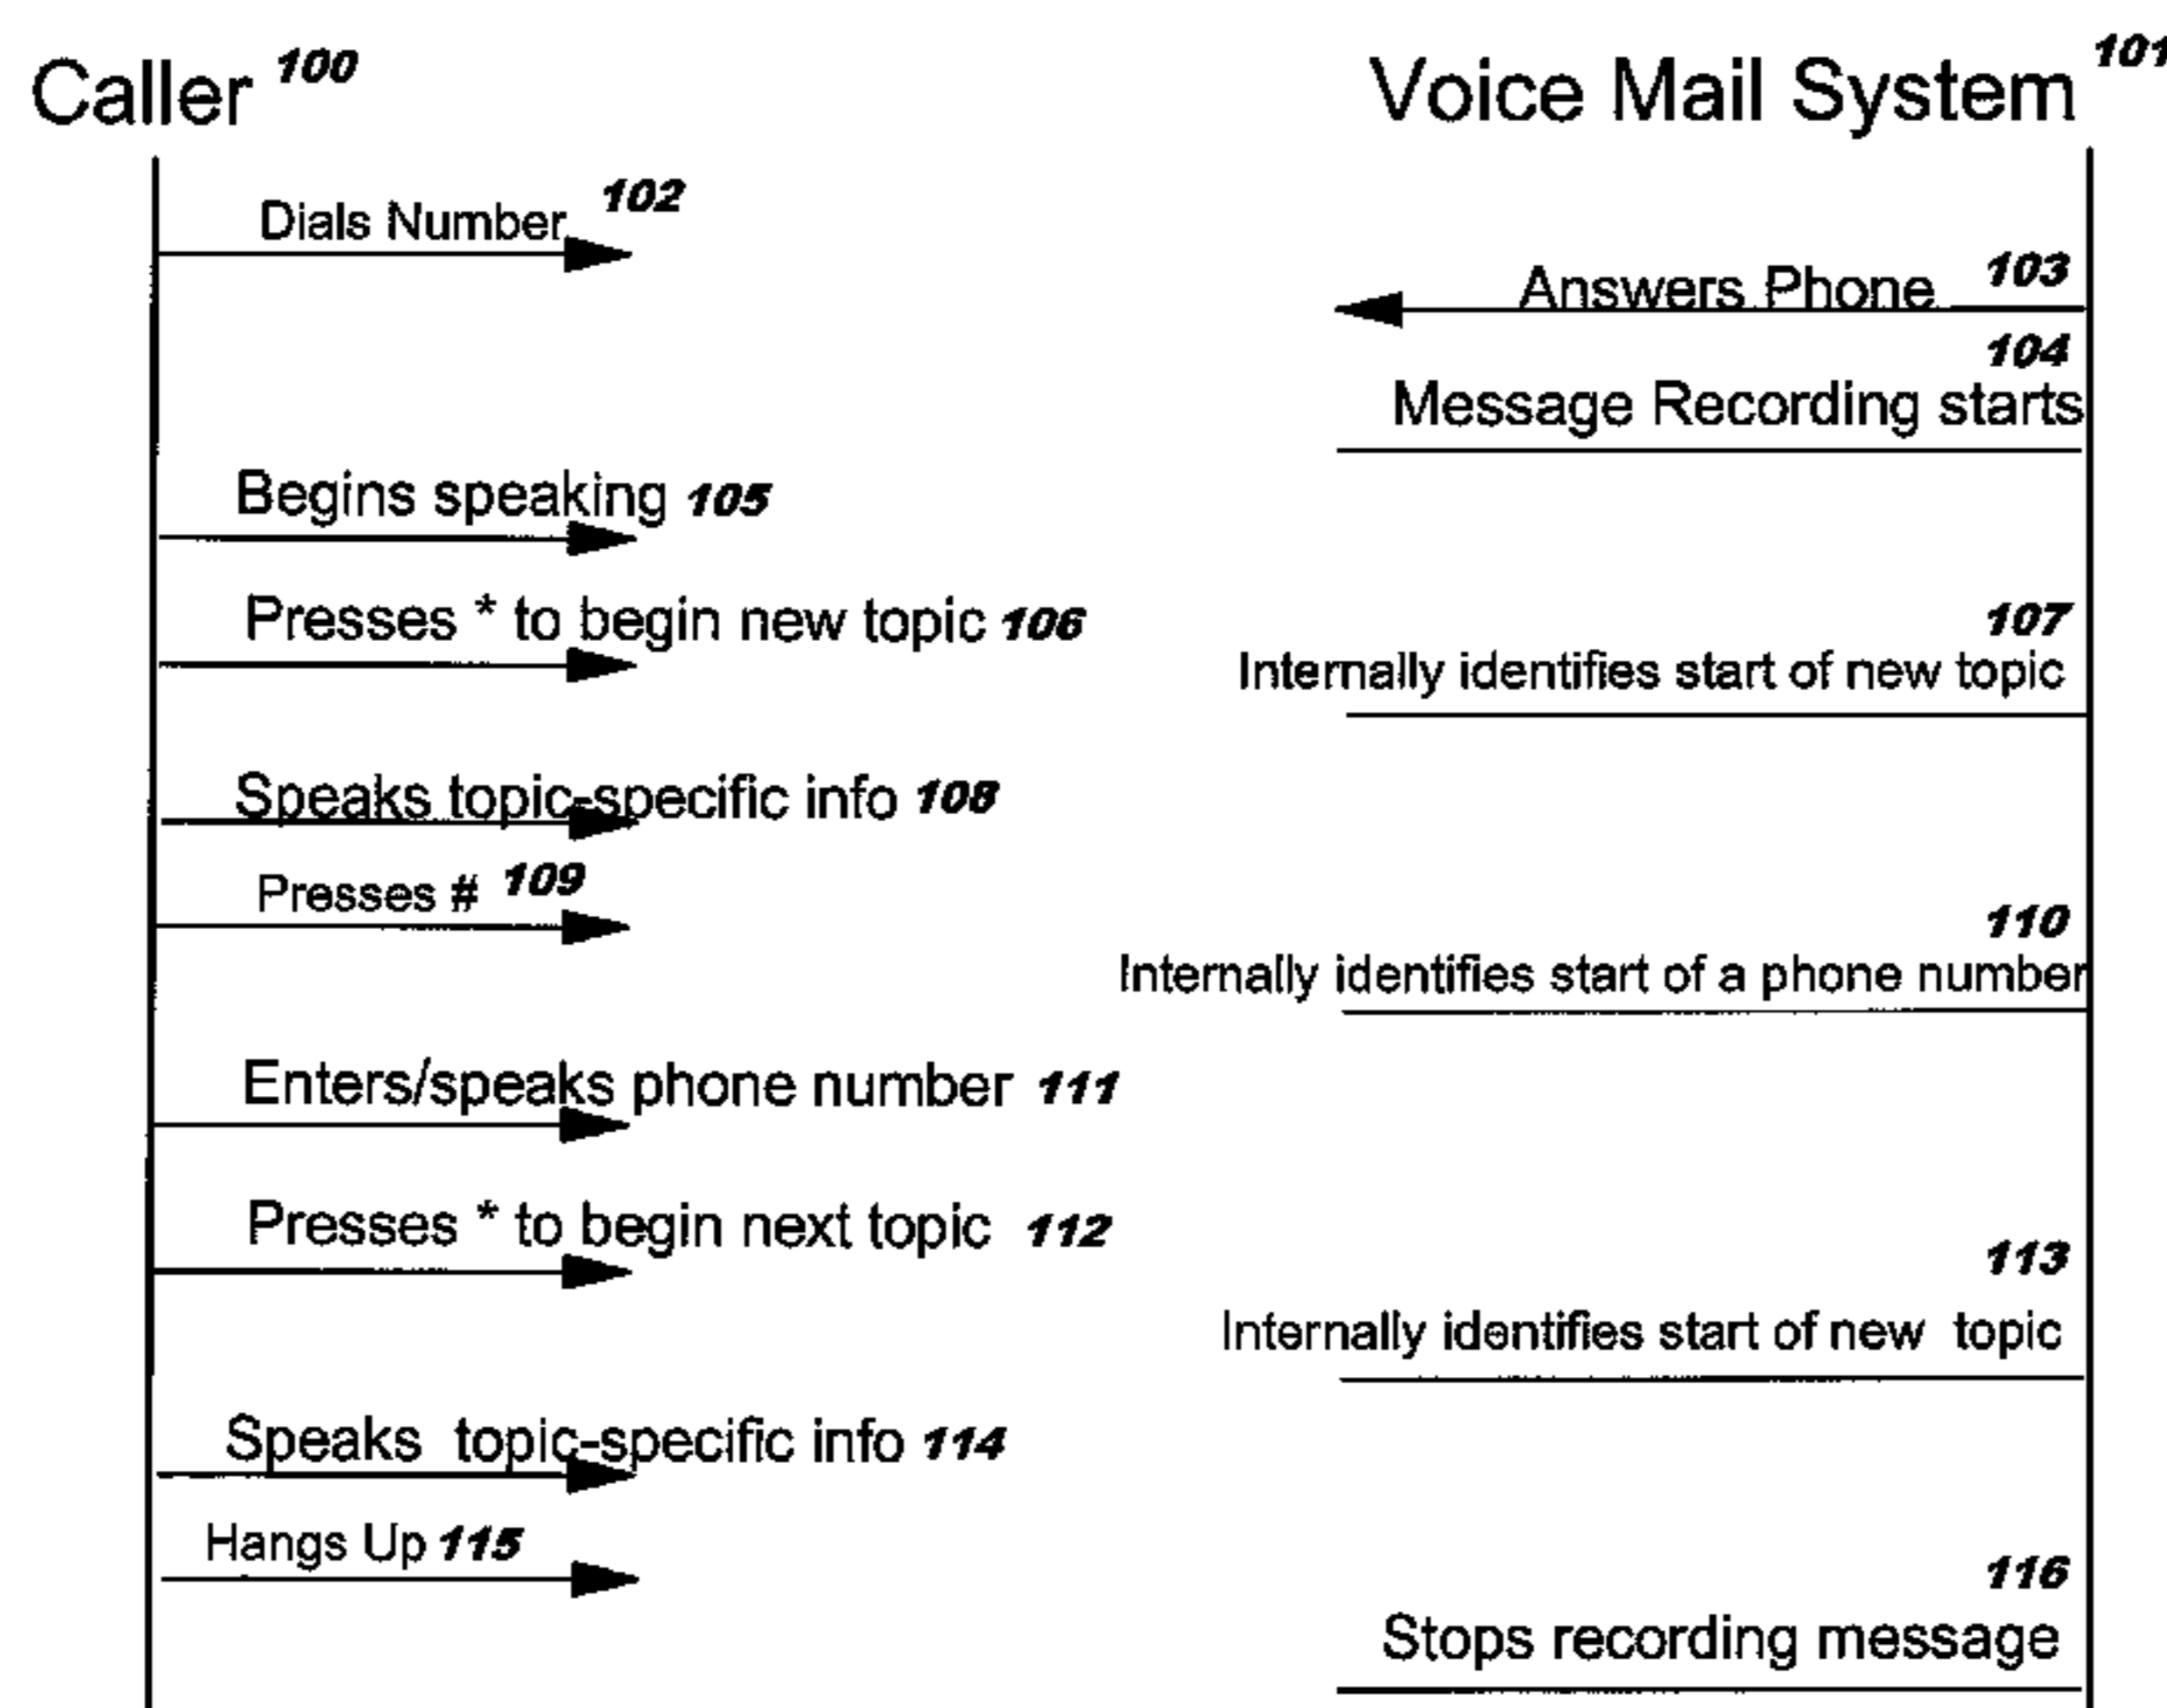 Caller 100
Voice Mail System 101
Dials Number 102
103
Answers Phone
104
Message Recording starts
Begins speaking 105
Presses * to begin new topic 106
107
Internally identifies start of new topic
Speaks topic-specific info 108
Presses # 109
110
Internally identifies start of a phone number
Enters/speaks phone number 111
Presses * to begin next topic 112
113
Internally identifies start of new topic
Speaks topic-specific info 114
Hangs Up 115
116
Stops recording message